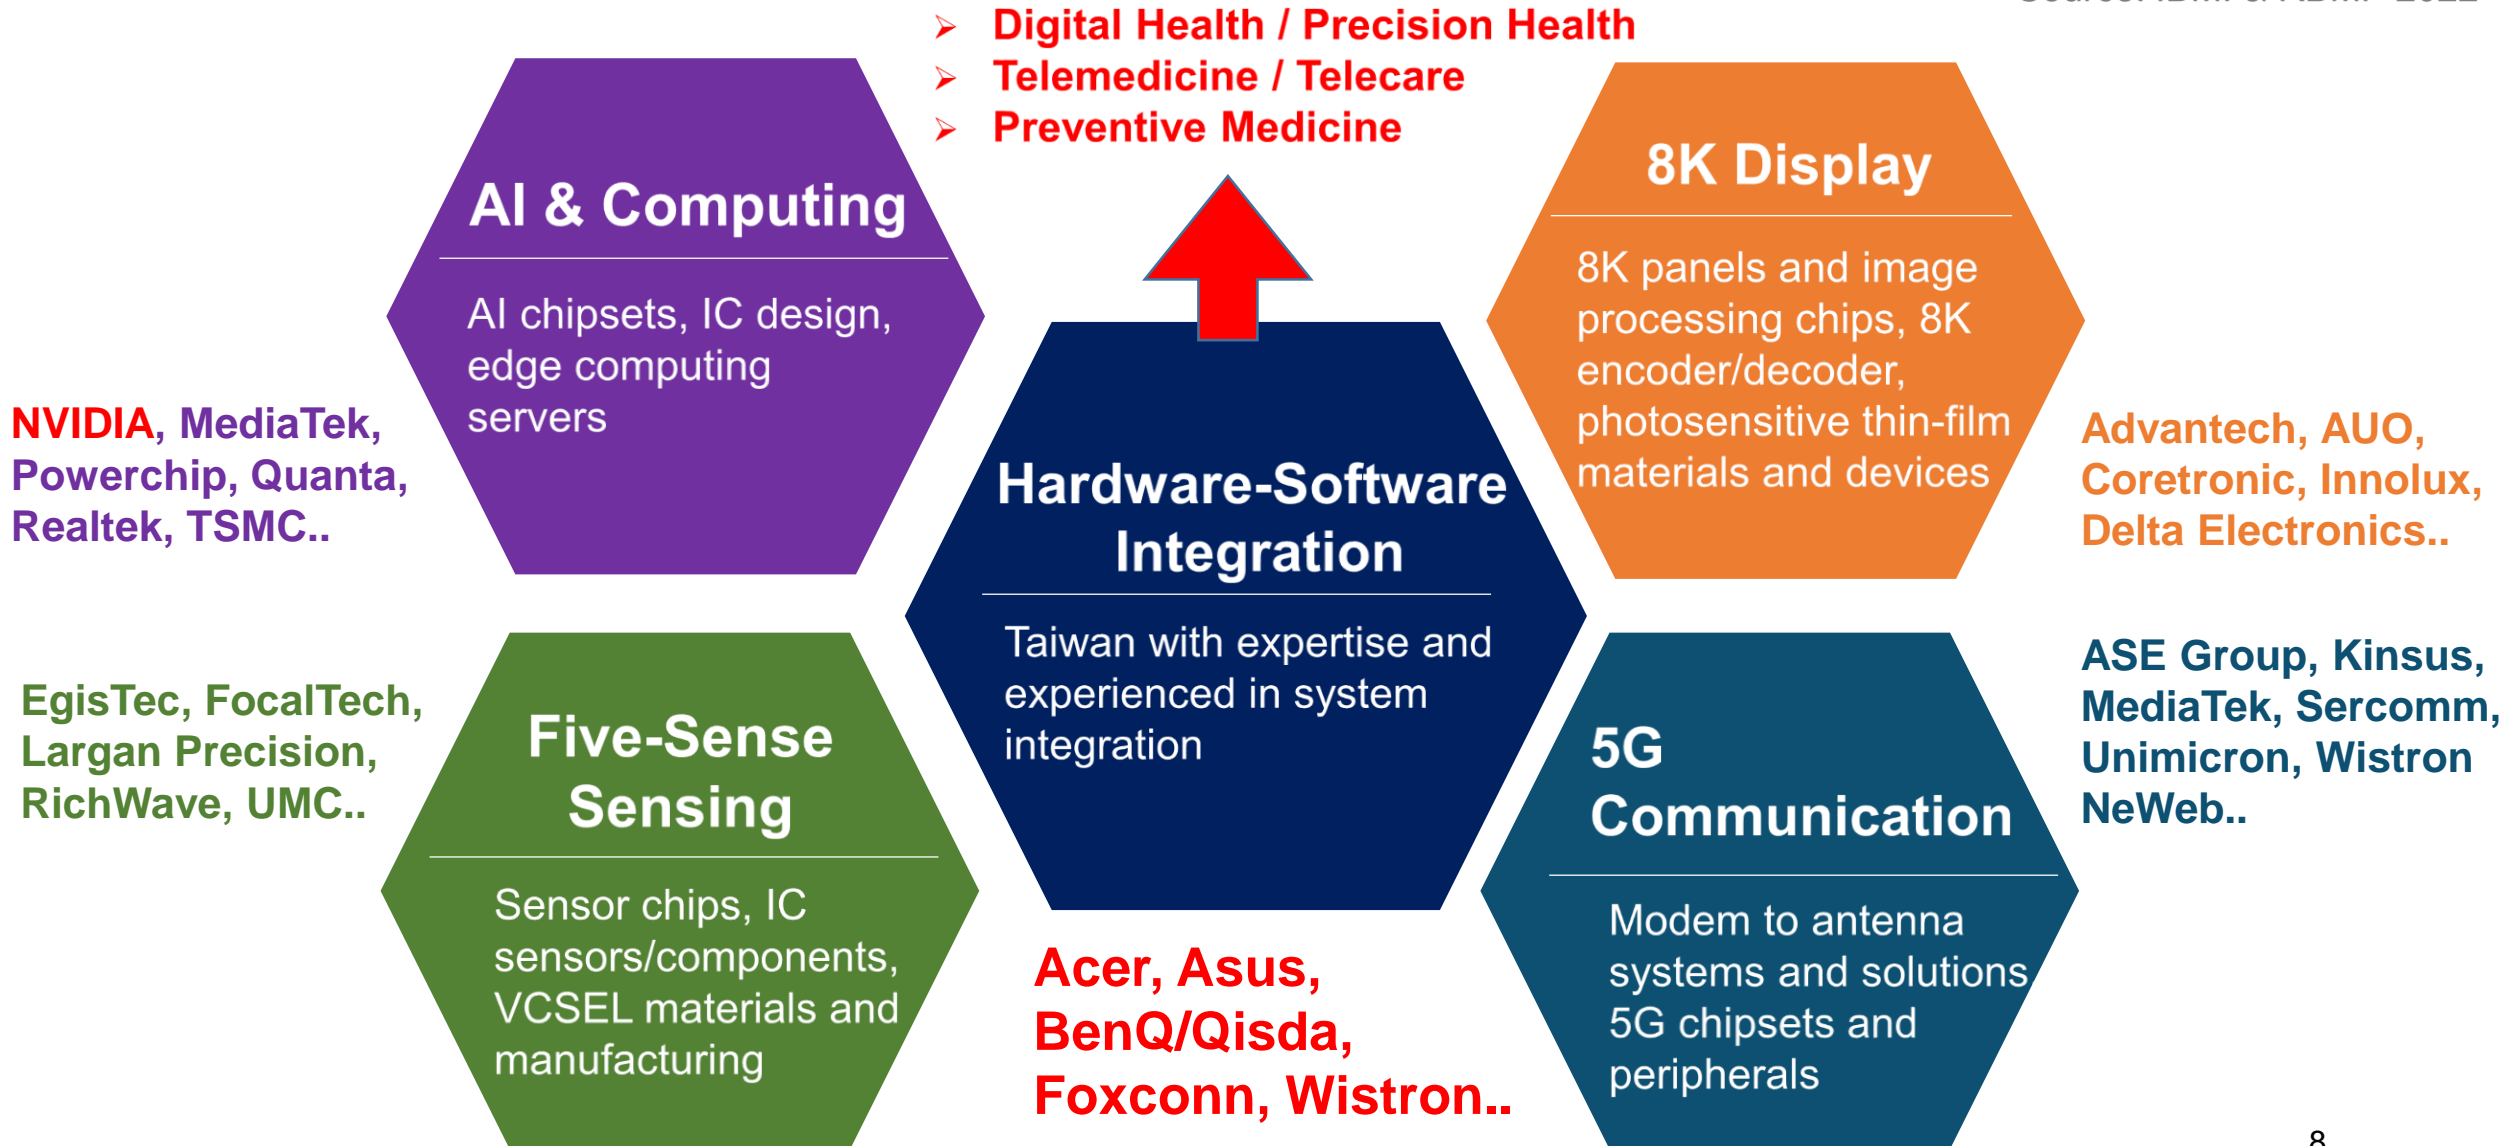 ➢ Digital Health / Precision Health
➢ Telemedicine / Telecare
➢ Preventive Medicine
AI & Computing
AI chipsets, IC design,
edge computing
servers
8K Display
8K panels and image
processing chips, 8K
encoder/decoder,
photosensitive thin-film
materials and devices
NVIDIA, MediaTek,
Powerchip, Quanta,
Realtek, TSMC..
Hardware-Software
Integration
Taiwan with expertise and
experienced in system
integration
Advantech, AUO,
Coretronic, Innolux,
Delta Electronics..
EgisTec, FocalTech,
Largan Precision,
RichWave, UMC..
Five-Sense
Sensing
Sensor chips, IC
sensors/components,
VCSEL materials and
manufacturing
5G
Communication
Modem to antenna
systems and solutions
5G chipsets and
peripherals
ASE Group, Kinsus,
MediaTek, Sercomm,
Unimicron, Wistron
NeWeb..
Acer, Asus,
BenQ/Qisda,
Foxconn, Wistron..
8